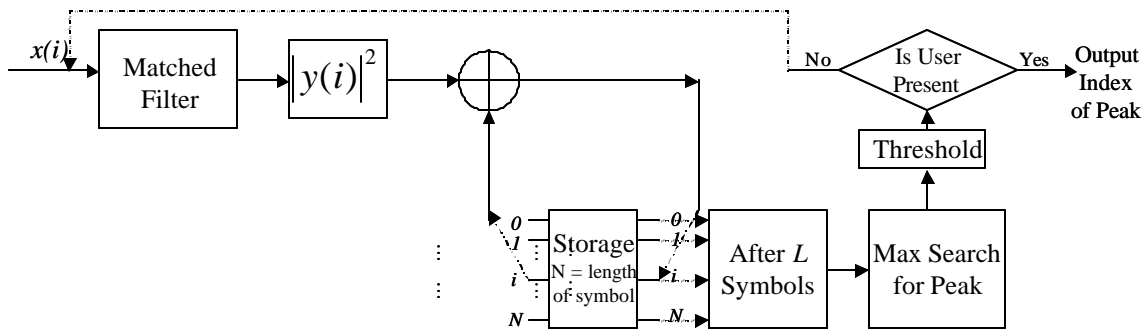 x(i)
Matched
Filter
|y(i)|²
No
Is User
Present
Yes
Output
Index
of Peak
Threshold
0
1
i
N
Storage
N = length
of symbol
0
1
i
N
After L
Symbols
Max Search
for Peak